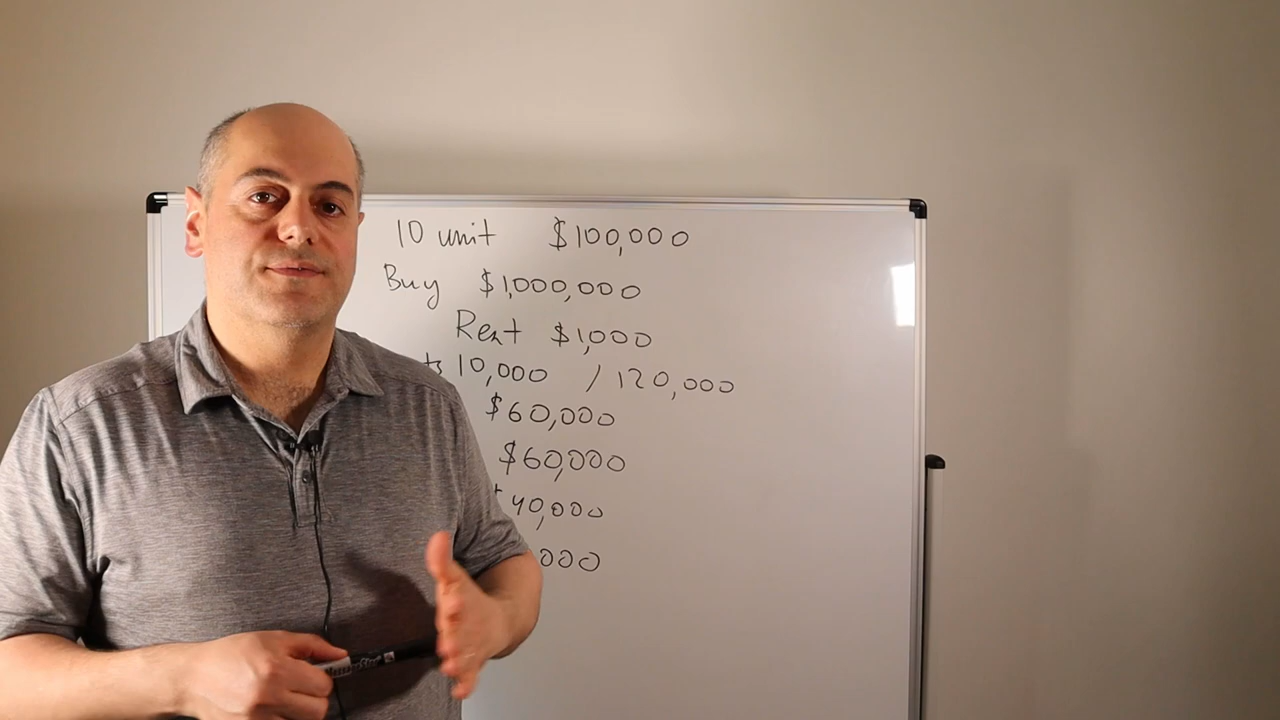 10 unit $100,000
Buy $1,000,000
Rent $1,000
ts 10,000 / 120,000
$60,000
$60,000
40,000
,000